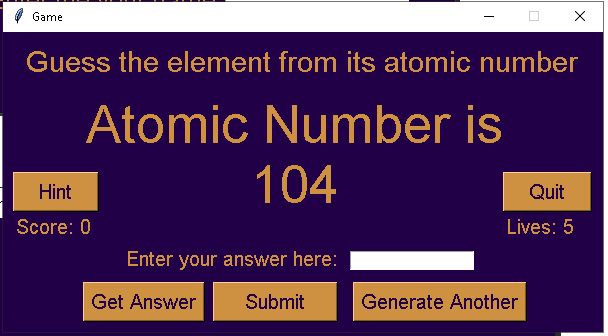 Game
Guess the element from its atomic number
Atomic Number is
104
Hint
Quit
Score: 0
Lives: 5
Enter your answer here:
Get Answer
Submit
Generate Another